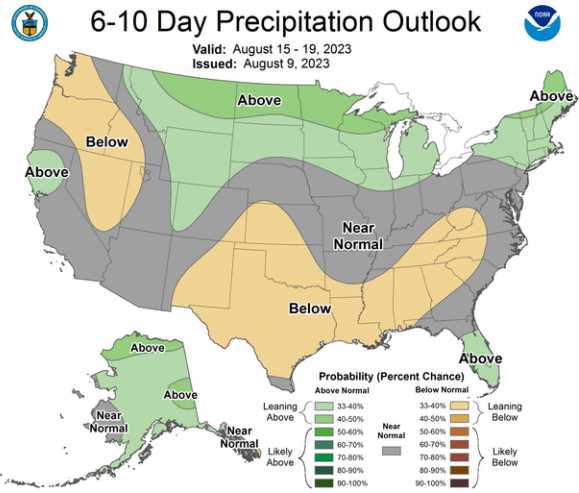 6-10 Day Precipitation Outlook
NOAA
Valid: August 15 - 19, 2023
Issued: August 9, 2023
Above
Above
Below
Above
Near
Normal
Below
Above
Above
Above
Near
Normal
Near
Normal
Probability (Percent Chance)
Above Normal
Below Normal
Leaning
Above
33-40%
40-50%
Likely
Above
50-60%
60-70%
70-80%
80-90%
90-100%
Near
Normal
33-40%
40-50%
Leaning
Below
50-60%
60-70%
70-80%
80-90%
90-100%
Likely
Below